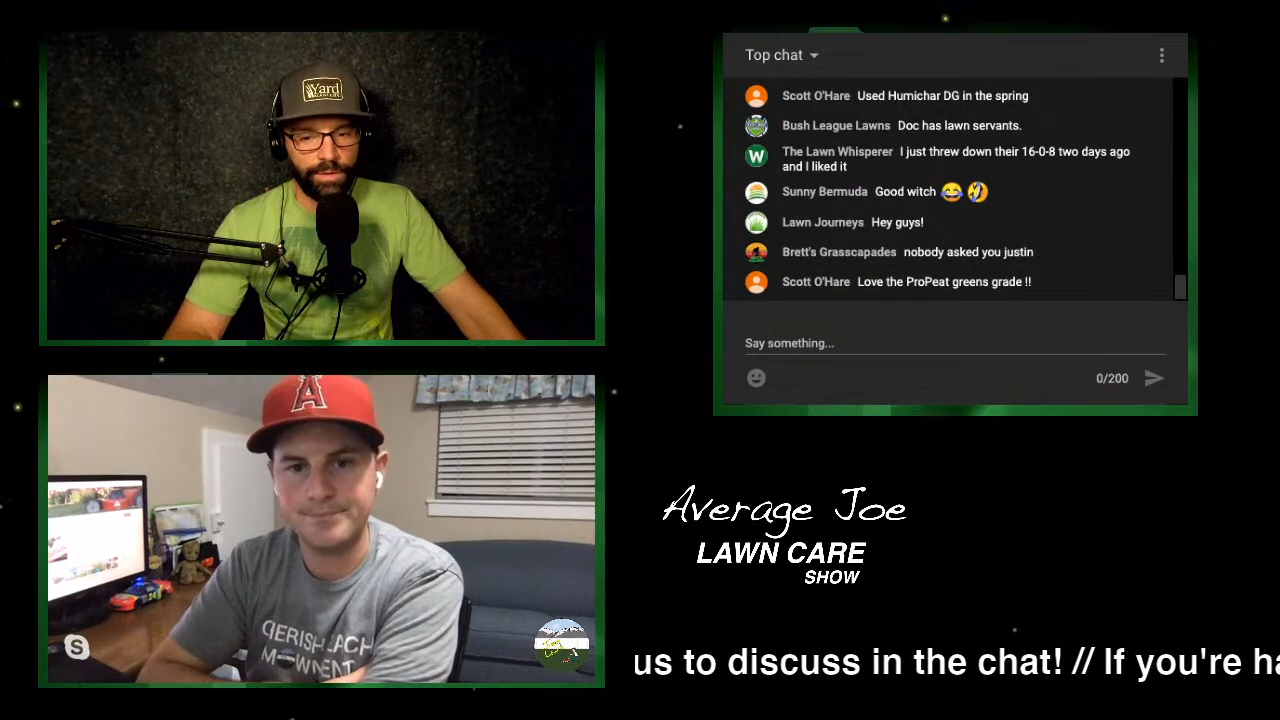 Yard
Top chat
Scott O'Hare Used Humichar DG in the spring
Bush League Lawns Doc has lawn servants.
The Lawn Whisperer I just threw down their 16-0-8 two days ago
and I liked it
W
Sunny Bermuda Good witch 😂 🤣
Lawn Journeys Hey guys!
Brett's Grasscapades nobody asked you justin
Scott O'Hare Love the ProPeat greens grade !!
Say something...
0/200
A
CHERISH EACH
MOWMENT
S
Average Joe
LAWN CARE
SHOW
us to discuss in the chat! // If you're ha